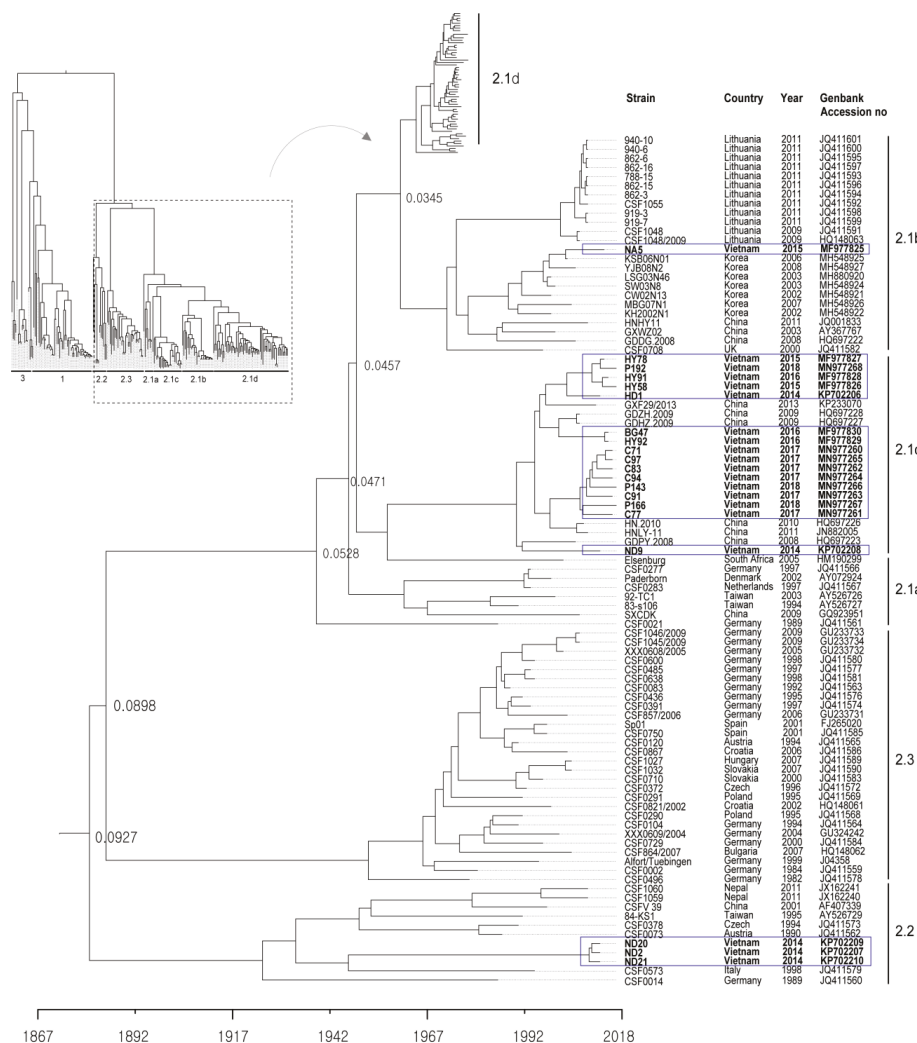 2.1d
3
1
2.2
2.3
2.1a
2.1c
2.1b
2.1d
0.0345
0.0457
0.0471
0.0528
0.0898
0.0927
Strain Country Year Genbank Accession no
940-10 Lithuania 2011 JQ411601
940-6 Lithuania 2011 JQ411600
862-6 Lithuania 2011 JQ411595
862-16 Lithuania 2011 JQ411597
788-15 Lithuania 2011 JQ411593
862-15 Lithuania 2011 JQ411596
862-3 Lithuania 2011 JQ411594
CSF1055 Lithuania 2011 JQ411592
919-3 Lithuania 2011 JQ411598
919-7 Lithuania 2011 JQ411599
CSF1048 Lithuania 2009 JQ411591
CSF1048/2009 Lithuania 2009 HQ148063
NA5 Vietnam 2015 MF977825
KSB06N01 Korea 2006 MH548925
YJB08N2 Korea 2008 MH548927
LSG03N46 Korea 2003 MH880920
SW03N8 Korea 2003 MH548924
CW02N13 Korea 2002 MH548921
MBG07N1 Korea 2007 MH548926
KH2002N1 Korea 2002 MH548922
HNHY11 China 2011 JQ001833
GXWZ02 China 2003 AY367767
GDDG.2008 China 2008 HQ697222
CSF0708 UK 2000 JQ411582
2.1b
HY78 Vietnam 2015 MF977827
P192 Vietnam 2018 MN977268
HY91 Vietnam 2016 MF977828
HY58 Vietnam 2015 MF977826
HD1 Vietnam 2014 KP702206
GXF29/2013 China 2013 KP233070
GDZH.2009 China 2009 HQ697228
GDHZ.2009 China 2009 HQ697227
BG47 Vietnam 2016 MF977830
HY92 Vietnam 2016 MF977829
C71 Vietnam 2017 MN977260
C97 Vietnam 2017 MN977265
C83 Vietnam 2017 MN977262
C94 Vietnam 2017 MN977264
P143 Vietnam 2018 MN977266
C91 Vietnam 2017 MN977263
P166 Vietnam 2018 MN977267
C77 Vietnam 2017 MN977261
HN.2010 China 2010 HQ697226
HNLY-11 China 2011 JN882005
GDPY.2008 China 2008 HQ697223
ND9 Vietnam 2014 KP702208
2.1c
Elsenburg South Africa 2005 HM190299
CSF0277 Germany 1997 JQ411566
Paderborn Denmark 2002 AY072924
CSF0283 Netherlands 1997 JQ411567
92-TC1 Taiwan 2003 AY526726
83-s106 Taiwan 1994 AY526727
SXCDK China 2009 GQ923951
CSF0021 Germany 1989 JQ411561
2.1a
CSF1046/2009 Germany 2009 GU233733
CSF1045/2009 Germany 2009 GU233734
XXX0608/2005 Germany 2005 GU233732
CSF0600 Germany 1998 JQ411580
CSF0485 Germany 1997 JQ411577
CSF0638 Germany 1998 JQ411581
CSF0083 Germany 1992 JQ411563
CSF0436 Germany 1995 JQ411576
CSF0391 Germany 1997 JQ411574
CSF857/2006 Germany 2006 GU233731
Sp01 Spain 2001 FJ265020
CSF0750 Spain 2001 JQ411585
CSF0120 Austria 1994 JQ411565
CSF0867 Croatia 2006 JQ411586
CSF1027 Hungary 2007 JQ411589
CSF1032 Slovakia 2007 JQ411590
CSF0710 Slovakia 2000 JQ411583
CSF0372 Czech 1996 JQ411572
CSF0291 Poland 1995 JQ411569
CSF0821/2002 Croatia 2002 HQ148061
CSF0290 Poland 1995 JQ411568
CSF0104 Germany 1994 JQ411564
XXX0609/2004 Germany 2004 GU324242
CSF0729 Germany 2000 JQ411584
CSF864/2007 Bulgaria 2007 HQ148062
Alfort/Tuebingen Germany 1999 J04358
CSF0002 Germany 1984 JQ411559
CSF0496 Germany 1982 JQ411578
2.3
CSF1060 Nepal 2011 JX162241
CSF1059 Nepal 2011 JX162240
CSFV 39 China 2001 AF407339
84-KS1 Taiwan 1995 AY526729
CSF0378 Czech 1994 JQ411573
CSF0073 Austria 1990 JQ411562
ND20 Vietnam 2014 KP702209
ND2 Vietnam 2014 KP702207
ND21 Vietnam 2014 KP702210
CSF0573 Italy 1998 JQ411579
CSF0014 Germany 1989 JQ411560
2.2
1867 1892 1917 1942 1967 1992 2018